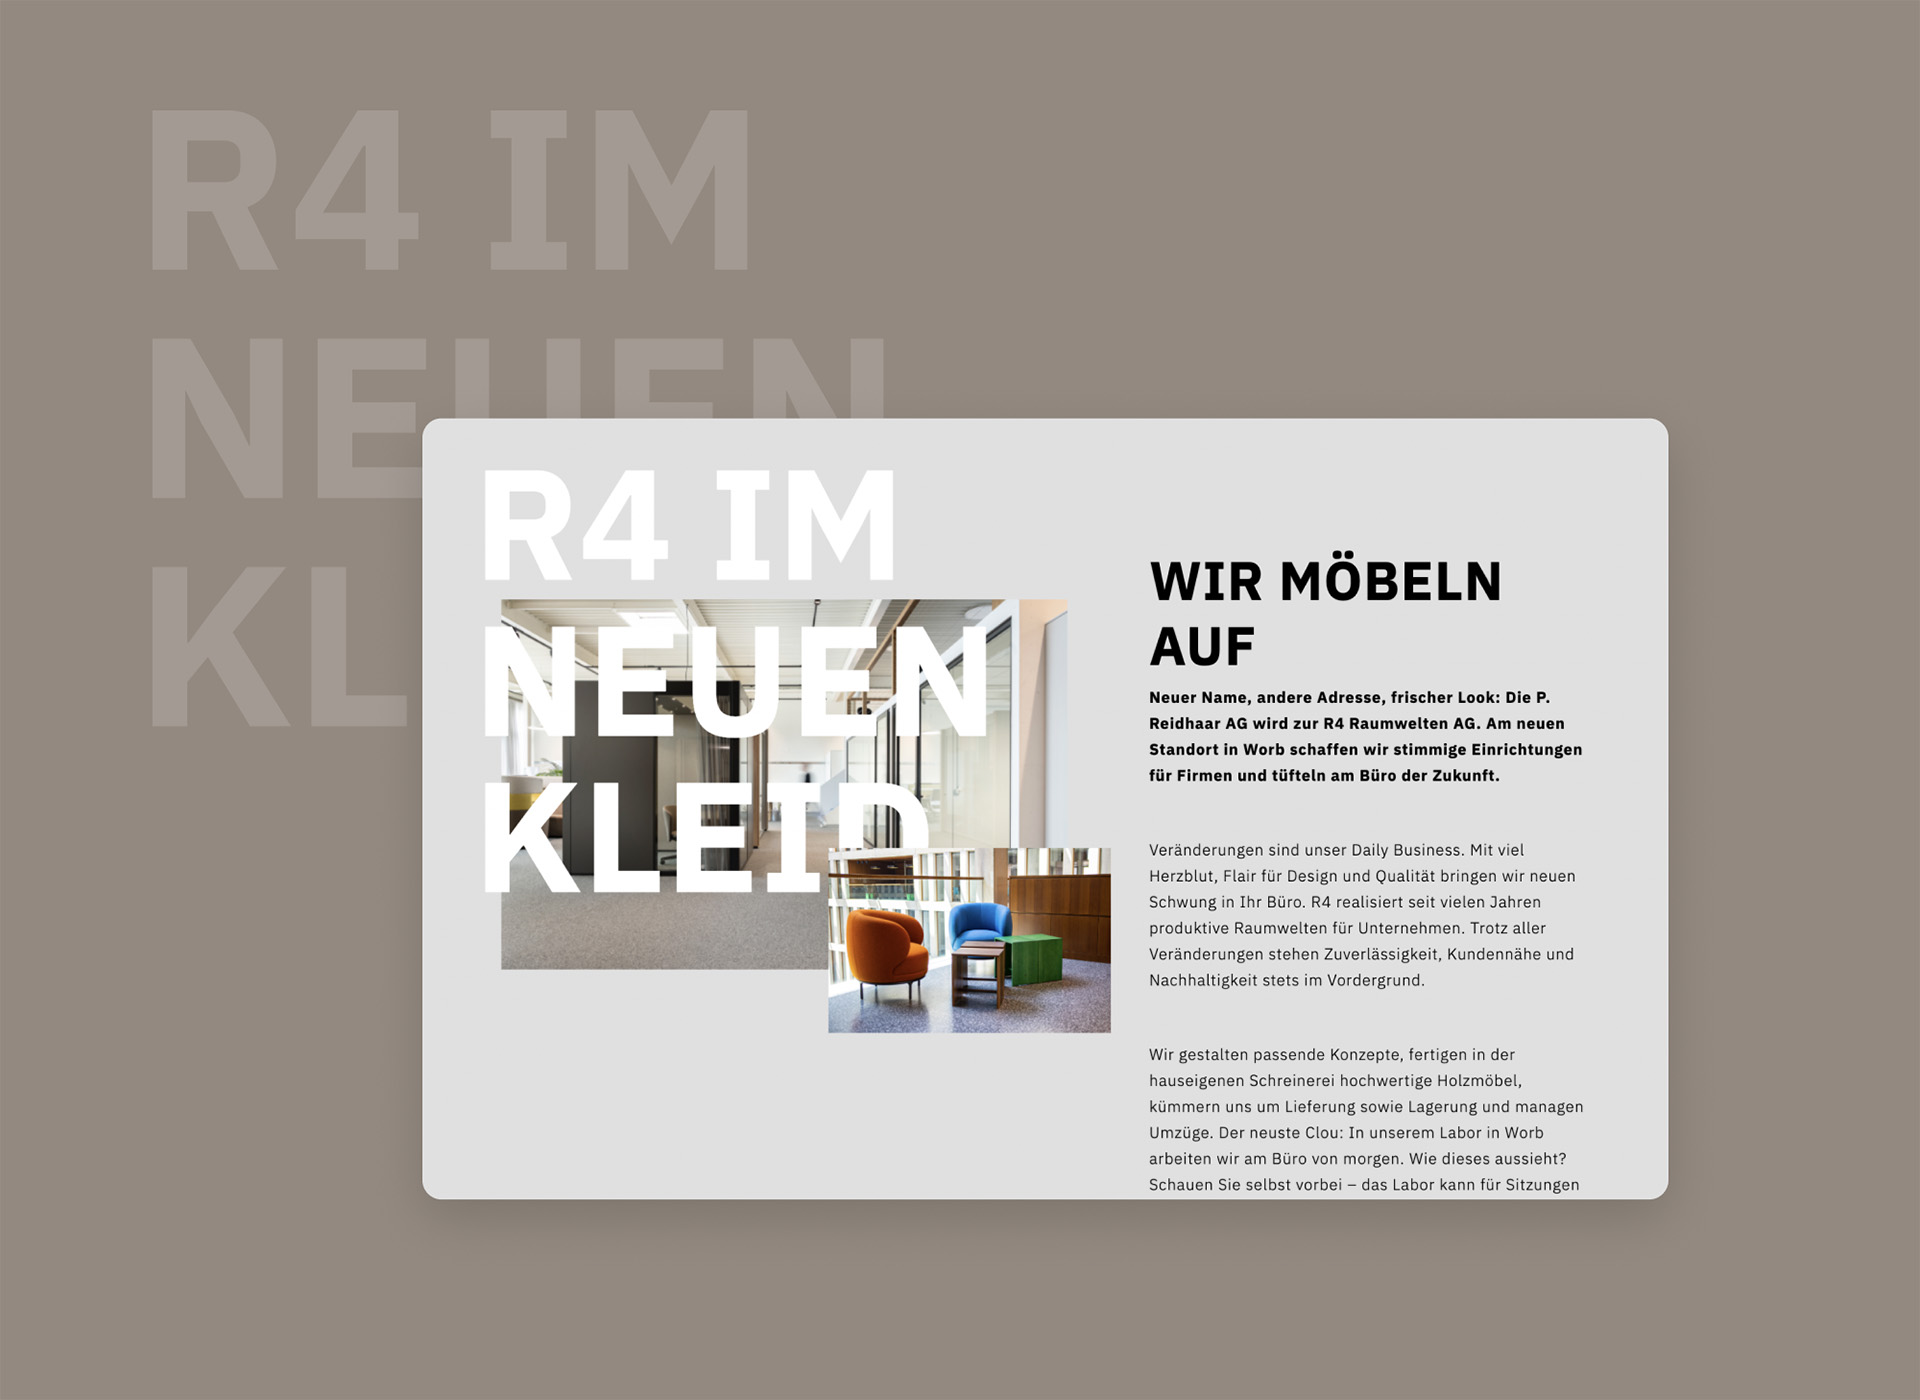 R4 IM
NEUEN
KL
R4 IM
NEUEN
KLEID
WIR MÖBELN
AUF
Neuer Name, andere Adresse, frischer Look: Die P.
Reidhaar AG wird zur R4 Raumwelten AG. Am neuen
Standort in Worb schaffen wir stimmige Einrichtungen
für Firmen und tüfteln am Büro der Zukunft.
Veränderungen sind unser Daily Business. Mit viel
Herzblut, Flair für Design und Qualität bringen wir neuen
Schwung in Ihr Büro. R4 realisiert seit vielen Jahren
produktive Raumwelten für Unternehmen. Trotz aller
Veränderungen stehen Zuverlässigkeit, Kundennähe und
Nachhaltigkeit stets im Vordergrund.
Wir gestalten passende Konzepte, fertigen in der
hauseigenen Schreinerei hochwertige Holzmöbel,
kümmern uns um Lieferung sowie Lagerung und managen
Umzüge. Der neuste Clou: In unserem Labor in Worb
arbeiten wir am Büro von morgen. Wie dieses aussieht?
Schauen Sie selbst vorbei – das Labor kann für Sitzungen